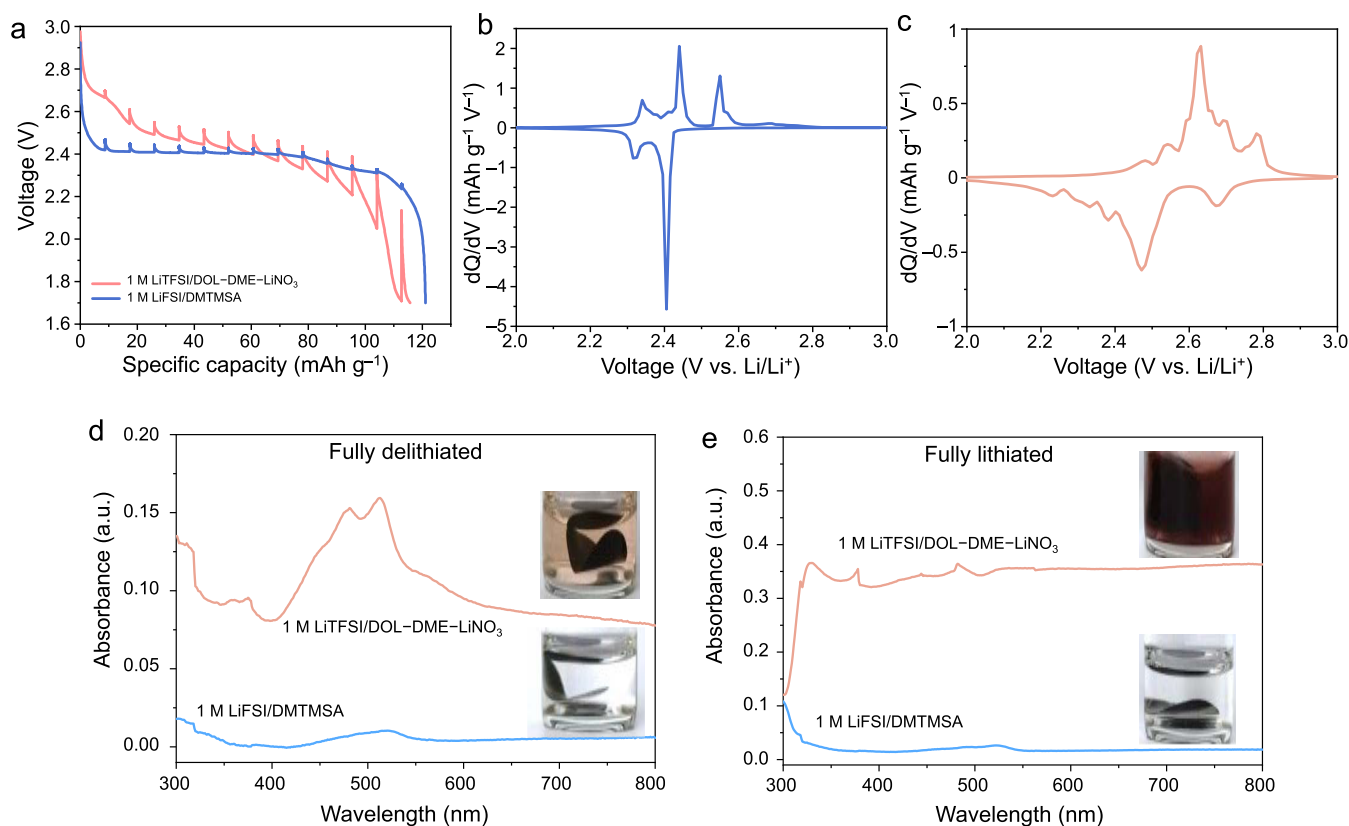 a
3.0
2.8
2.6
2.4
2.2
2.0
1.8
1.6
Voltage (V)
0 20 40 60 80 100 120
Specific capacity (mAh g⁻¹)
1 M LiTFSI/DOL−DME−LiNO₃
1 M LiFSI/DMTMSA
b
2
1
0
−1
−2
−3
−4
−5
dQ/dV (mAh g⁻¹ V⁻¹)
2.0 2.2 2.4 2.6 2.8 3.0
Voltage (V vs. Li/Li⁺)
c
1
0.5
0
−0.5
−1
dQ/dV (mAh g⁻¹ V⁻¹)
2.0 2.2 2.4 2.6 2.8 3.0
Voltage (V vs. Li/Li⁺)
d
Fully delithiated
0.20
0.15
0.10
0.05
0.00
Absorbance (a.u.)
1 M LiTFSI/DOL−DME−LiNO₃
1 M LiFSI/DMTMSA
300 400 500 600 700 800
Wavelength (nm)
e
Fully lithiated
0.6
0.5
0.4
0.3
0.2
0.1
0.0
Absorbance (a.u.)
1 M LiTFSI/DOL−DME−LiNO₃
1 M LiFSI/DMTMSA
300 400 500 600 700 800
Wavelength (nm)